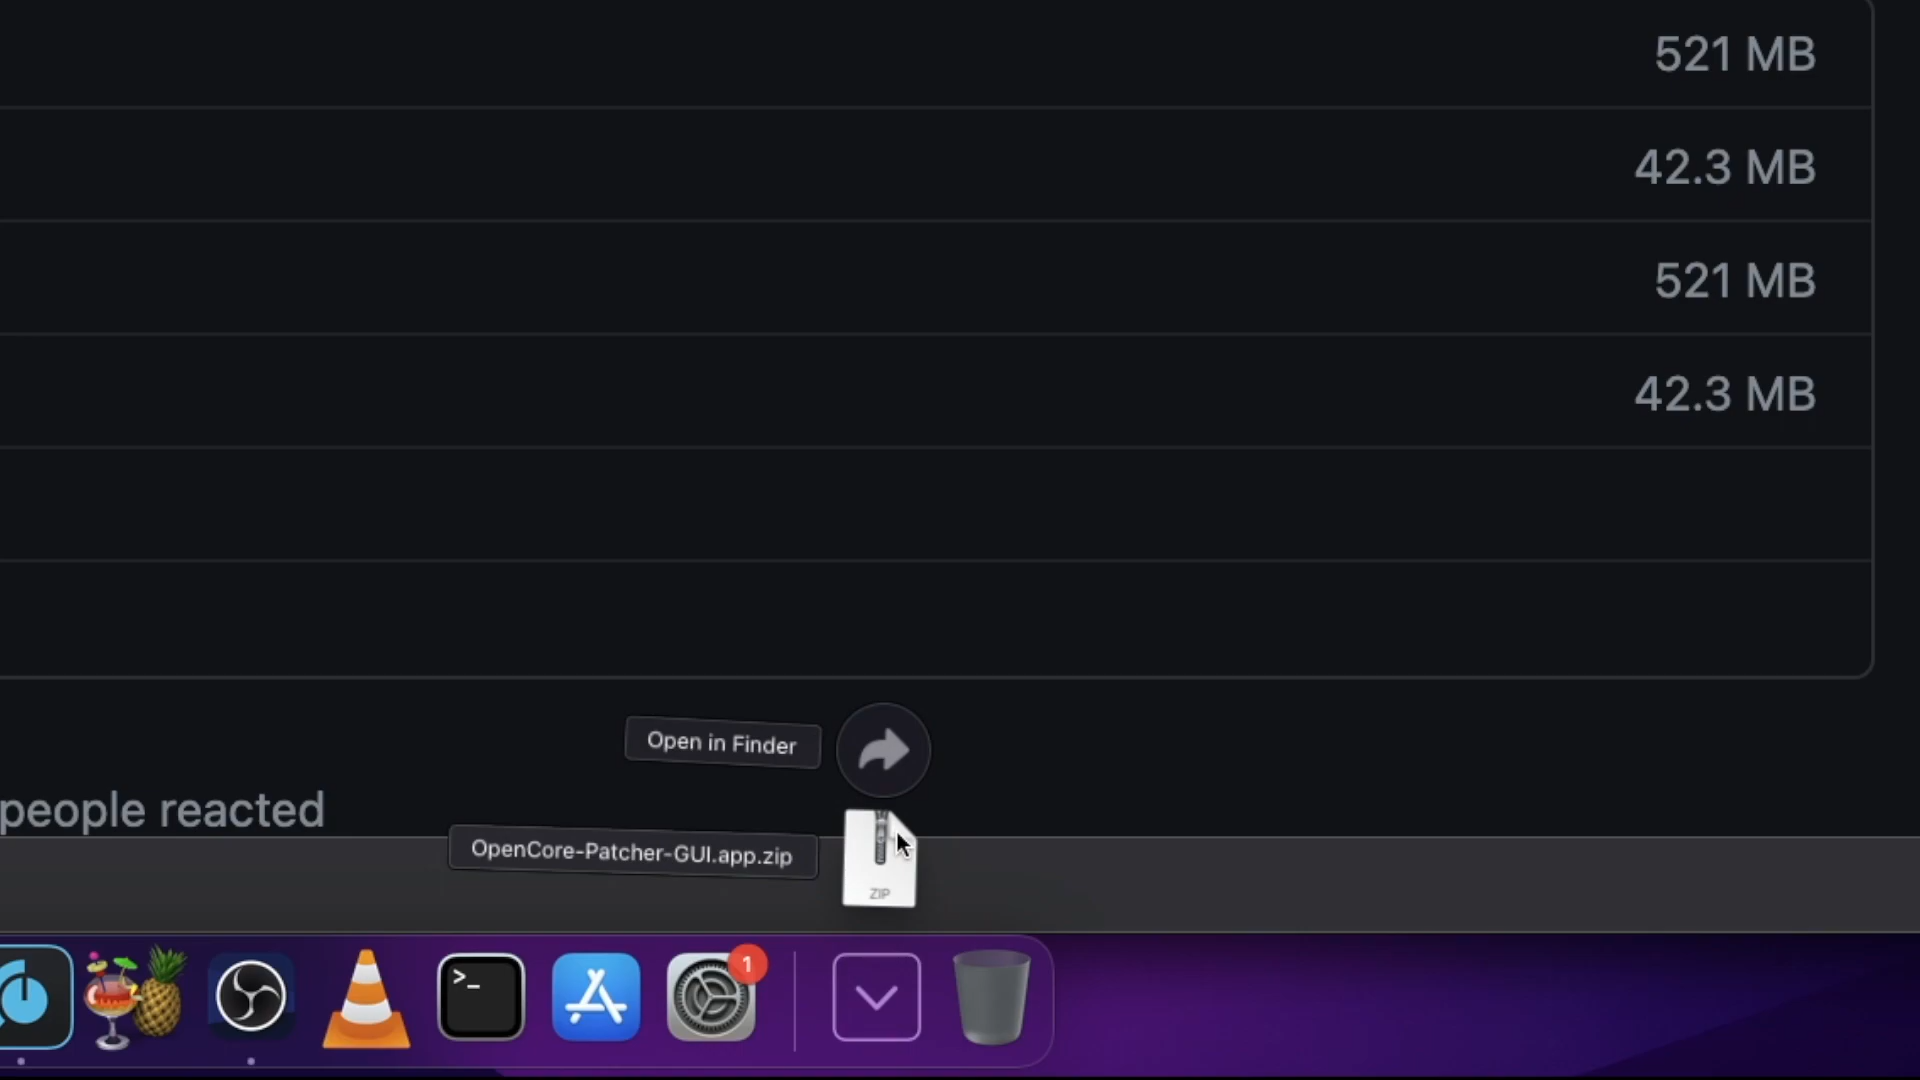 521 MB
42.3 MB
521 MB
42.3 MB
Open in Finder
people reacted
OpenCore-Patcher-GUI.app.zip
ZIP
>_
1